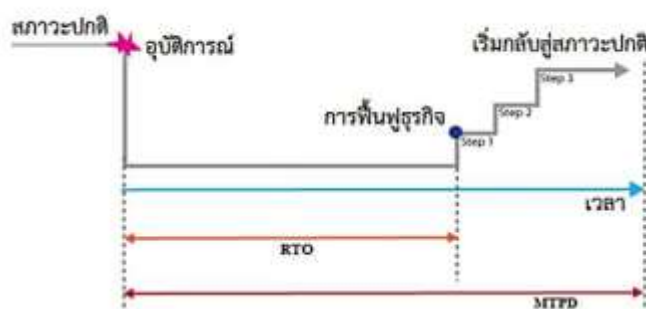 สภาวะปกติ
อุบัติการณ์
เริ่มกลับสู่สภาวะปกติ
Step 3
Step 2
การฟื้นฟูธุรกิจ
Step 1
เวลา
RTO
MTPD